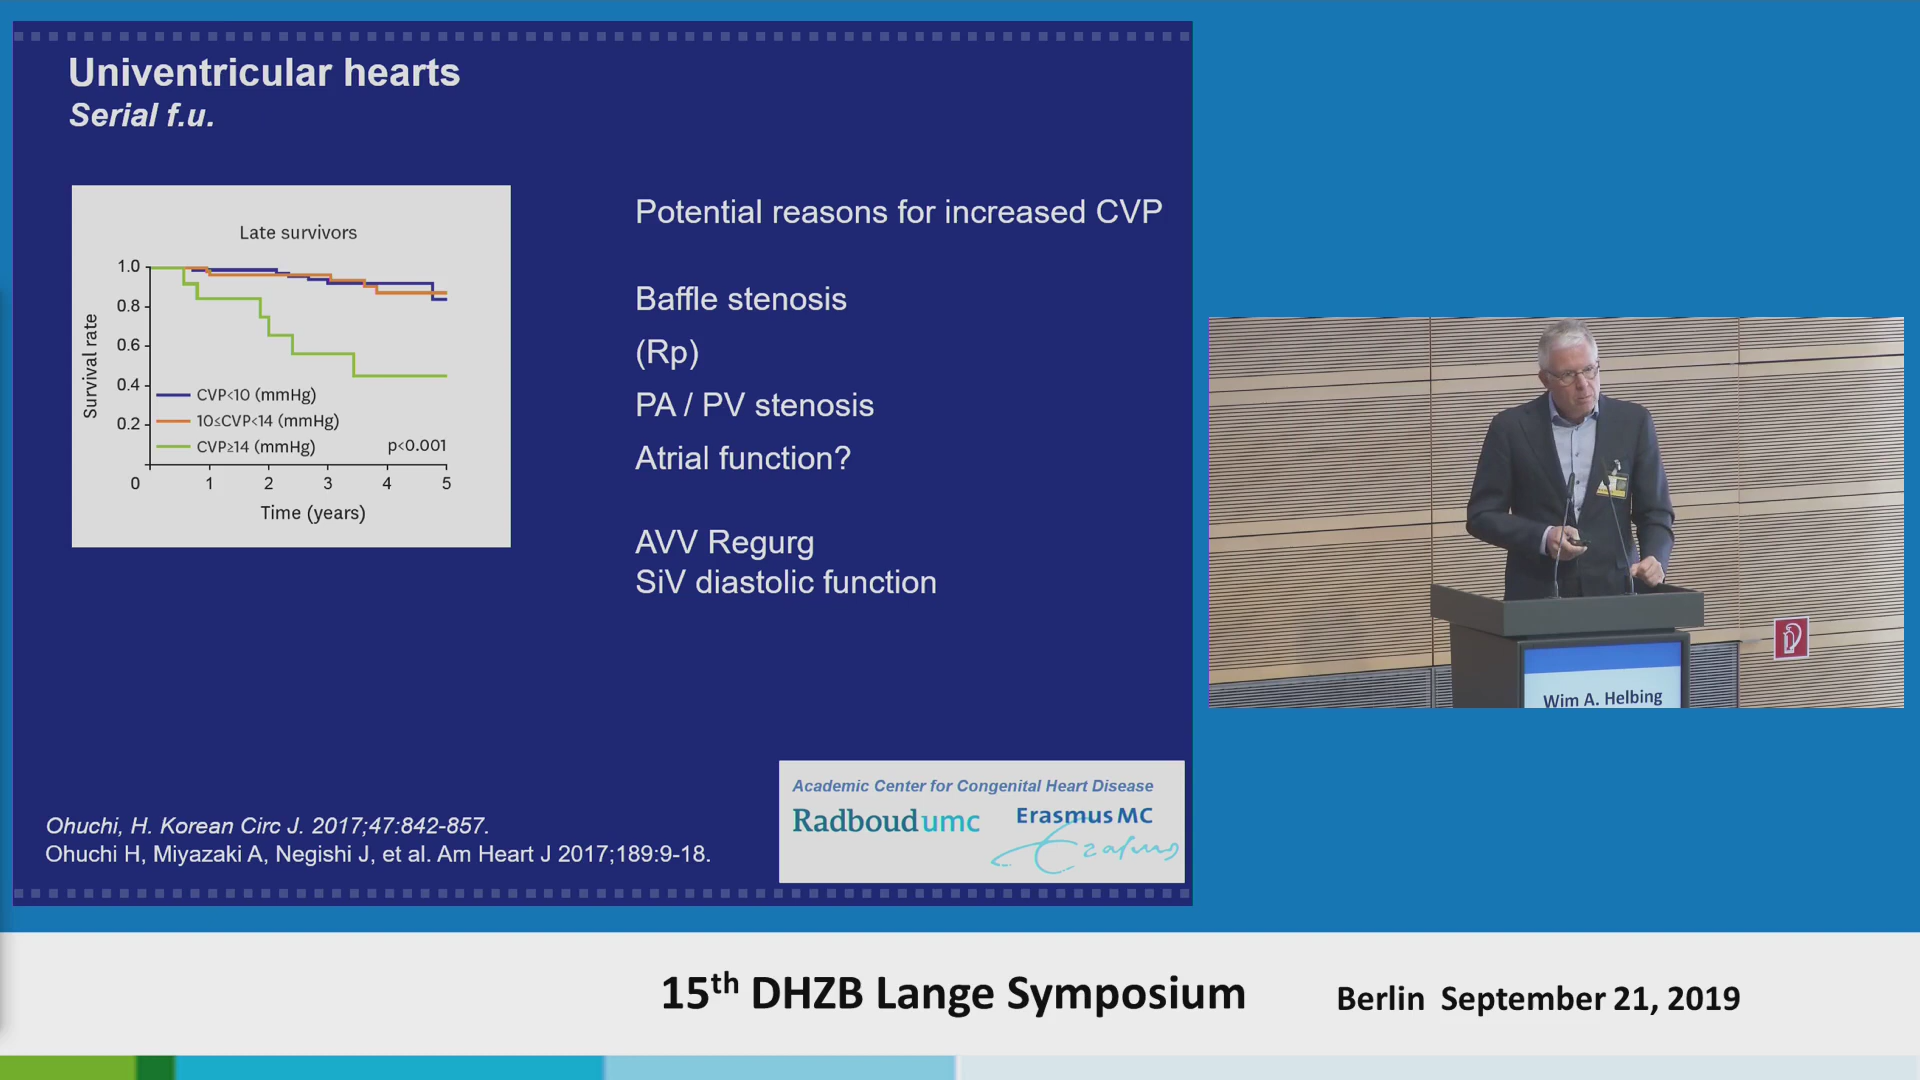 Univentricular hearts
Serial f.u.
Late survivors
Survival rate
1.0
0.8
0.6
0.4
0.2
CVP<10 (mmHg)
10≤CVP<14 (mmHg)
CVP≥14 (mmHg)
p<0.001
0 1 2 3 4 5
Time (years)
Potential reasons for increased CVP
Baffle stenosis
(Rp)
PA / PV stenosis
Atrial function?
AVV Regurg
SiV diastolic function
Ohuchi, H. Korean Circ J. 2017;47:842-857.
Ohuchi H, Miyazaki A, Negishi J, et al. Am Heart J 2017;189:9-18.
Academic Center for Congenital Heart Disease
Radboudumc
Erasmus MC
Erasmus
Wim A. Helbing
15th DHZB Lange Symposium
Berlin September 21, 2019